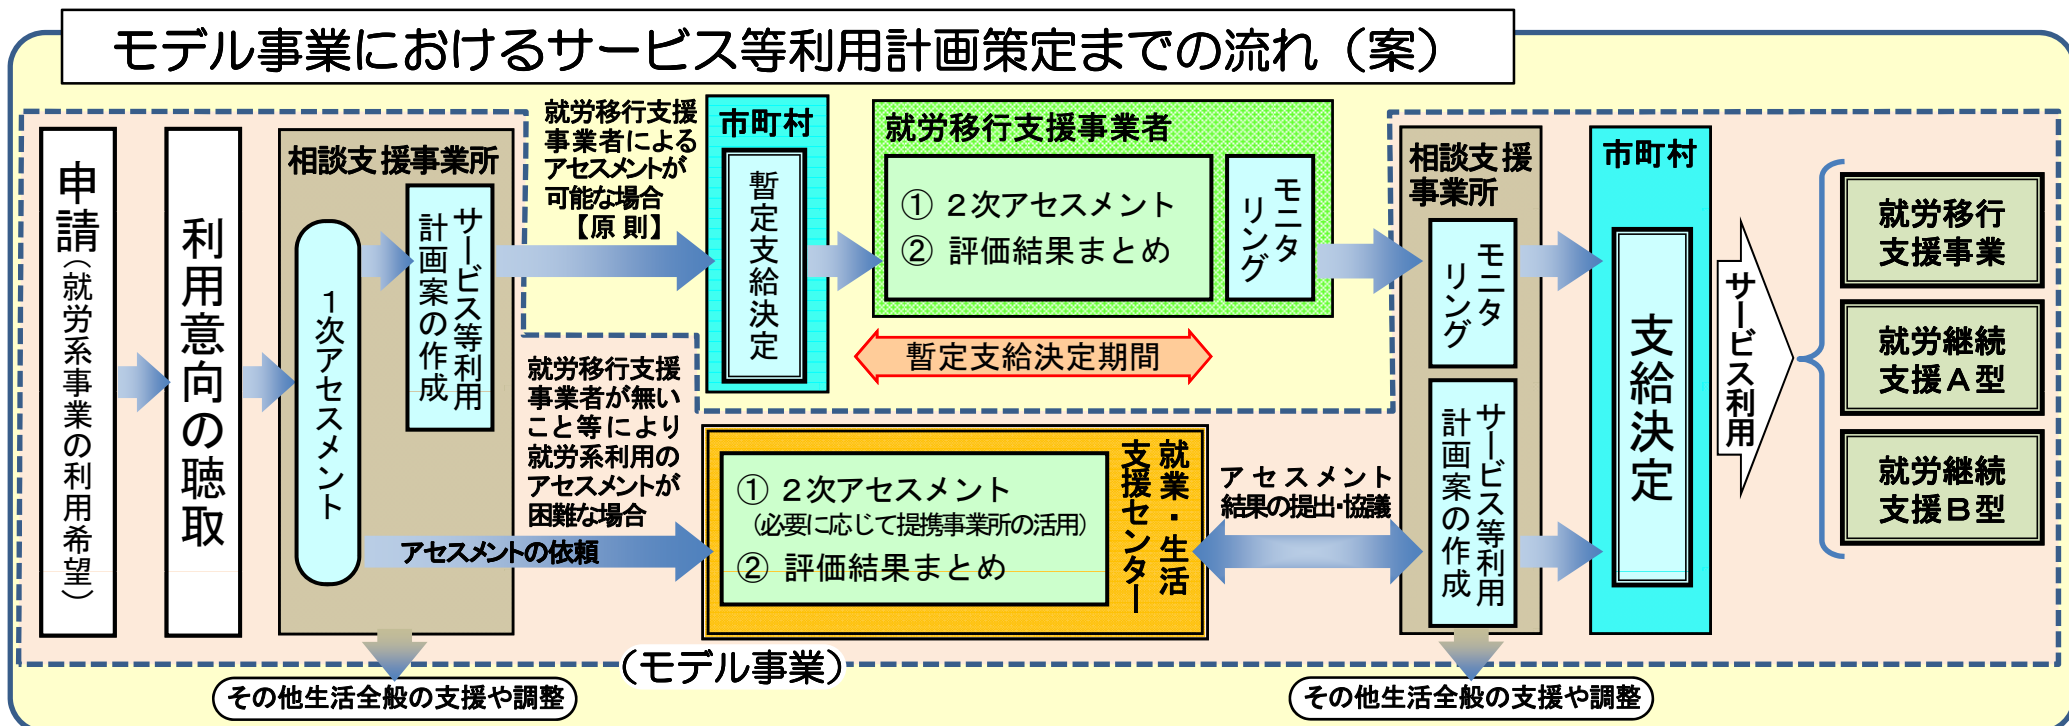 モデル事業におけるサービス等利用計画策定までの流れ（案）
申請（就労系事業の利用希望）
利用意向の聴取
相談支援事業所
１次アセスメント
サービス等利用
計画案の作成
就労移行支援
事業者による
アセスメントが
可能な場合
【原 則】
市町村
暫定支給決定
就労移行支援事業者
① ２次アセスメント
② 評価結果まとめ
モニタ
リング
暫定支給決定期間
就労移行支援
事業者が無い
こと等により
就労系利用の
アセスメントが
困難な場合
アセスメントの依頼
① ２次アセスメント
（必要に応じて提携事業所の活用）
② 評価結果まとめ
就業・生活
支援センター
アセスメント
結果の提出・協議
相談支援
事業所
モニタ
リング
サービス等利用
計画案の作成
市町村
支給決定
サービス利用
就労移行
支援事業
就労継続
支援Ａ型
就労継続
支援Ｂ型
（モデル事業）
その他生活全般の支援や調整
その他生活全般の支援や調整